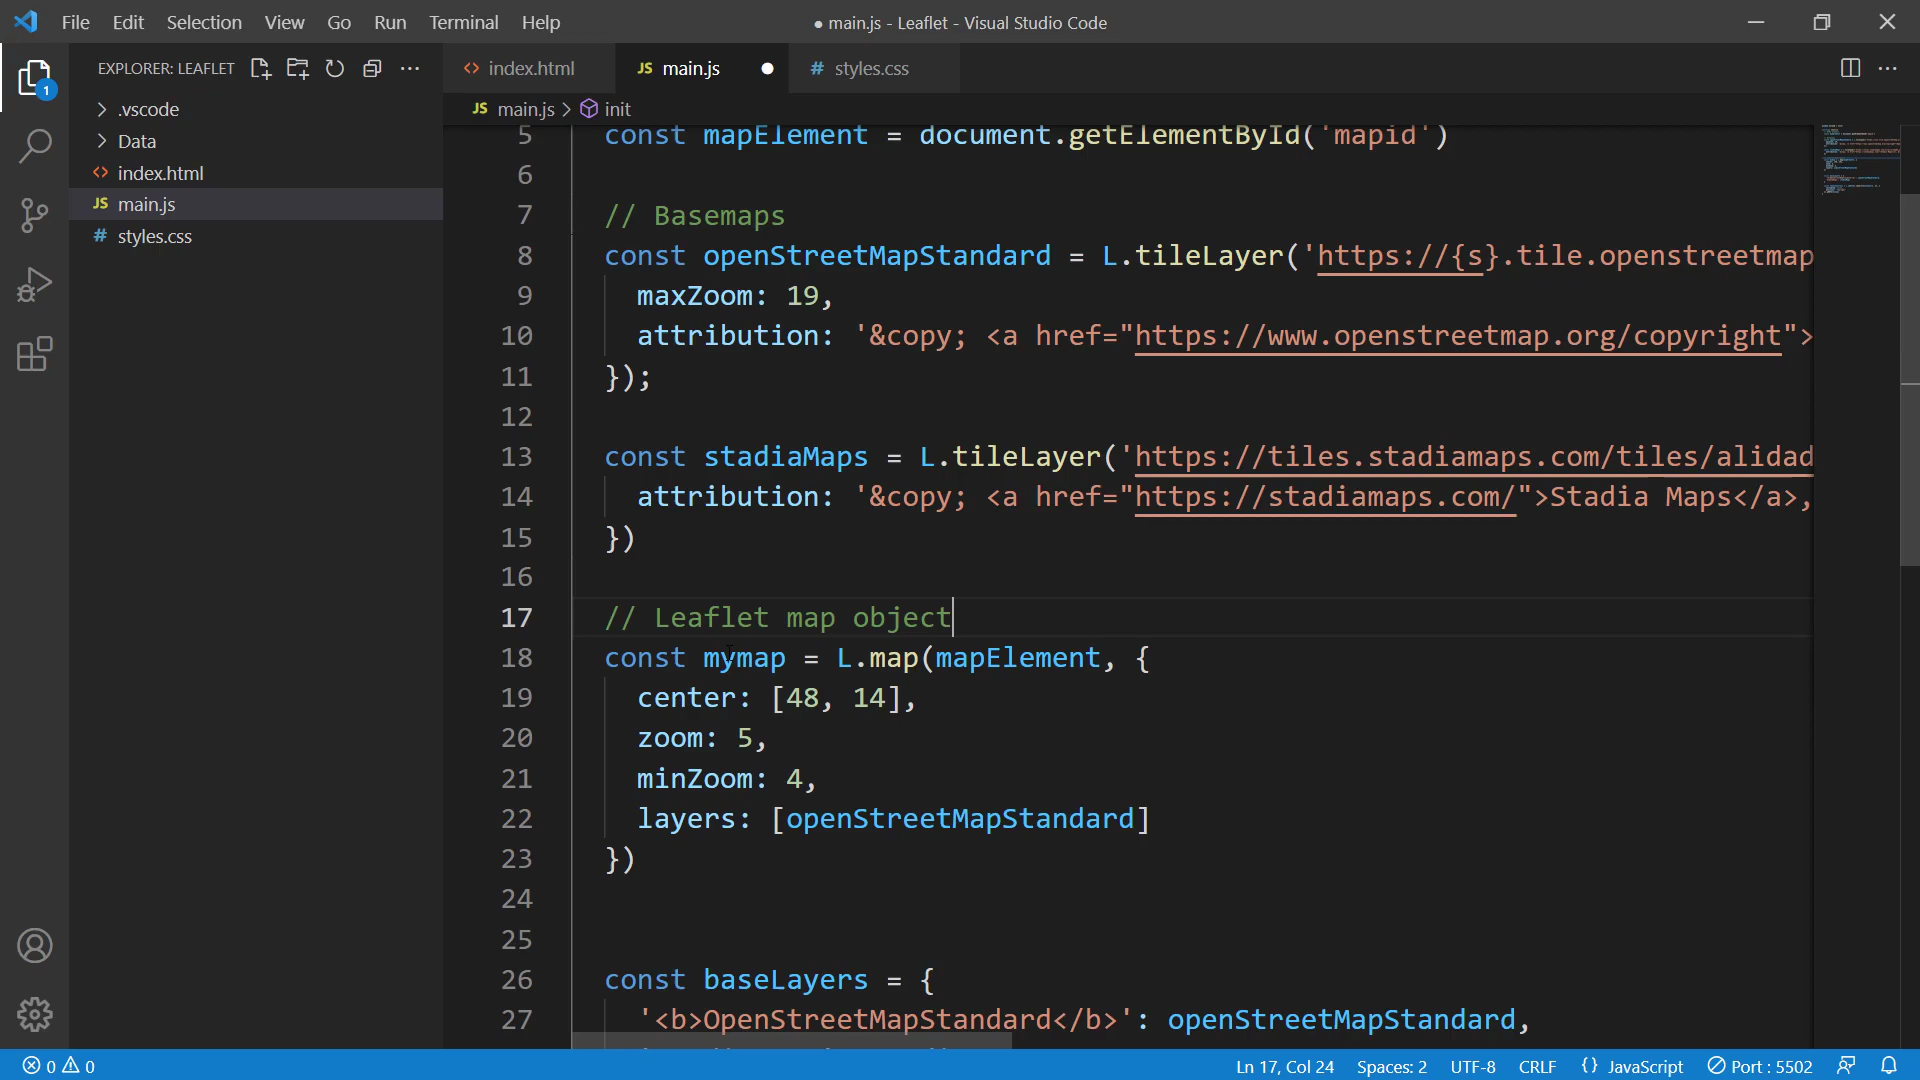 File Edit Selection View Go Run Terminal Help
● main.js - Leaflet - Visual Studio Code
EXPLORER: LEAFLET
index.html
main.js
styles.css
1
.vscode
Data
index.html
main.js
styles.css
main.js > init
5 const mapElement = document.getElementById('mapid')
6
7 // Basemaps
8 const openStreetMapStandard = L.tileLayer('https://{s}.tile.openstreetmap
9 maxZoom: 19,
10 attribution: '&copy; <a href="https://www.openstreetmap.org/copyright">
11 });
12
13 const stadiaMaps = L.tileLayer('https://tiles.stadiamaps.com/tiles/alidad
14 attribution: '&copy; <a href="https://stadiamaps.com/">Stadia Maps</a>,
15 })
16
17 // Leaflet map object
18 const mymap = L.map(mapElement, {
19 center: [48, 14],
20 zoom: 5,
21 minZoom: 4,
22 layers: [openStreetMapStandard]
23 })
24
25
26 const baseLayers = {
27 '<b>OpenStreetMapStandard</b>': openStreetMapStandard,
0 0
Ln 17, Col 24 Spaces: 2 UTF-8 CRLF {} JavaScript Port : 5502